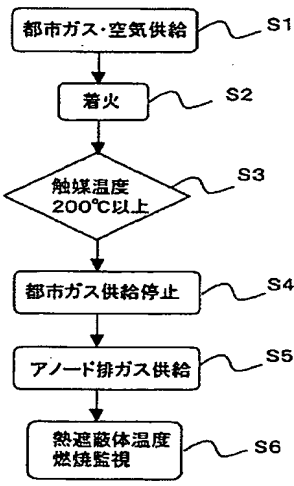 都市ガス・空気供給
S1
着火
S2
触媒温度
200℃以上
S3
都市ガス供給停止
S4
アノード排ガス供給
S5
熱遮蔽体温度
燃焼監視
S6